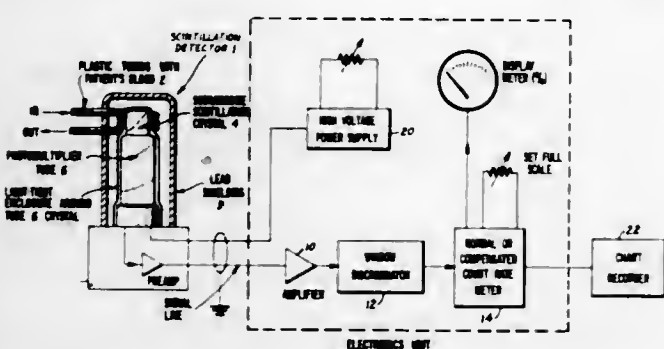 SCINTILLATION
DETECTOR 1
PLASTIC TUBING WITH
PATIENT'S BLOOD 2
IN
OUT
SCINTILLATION
CRYSTAL 4
PHOTOMULTIPLIER
TUBE 6
LIGHT-TIGHT
ENCLOSURE AROUND
TUBE 6 CRYSTAL
LEAD
SHIELDING
PREAMP
SIGNAL
LINE
HIGH VOLTAGE
POWER SUPPLY
20
DISPLAY
METER (%)
SET FULL
SCALE
10
AMPLIFIER
WINDOW
DISCRIMINATOR
12
NORMAL OR
COMPENSATED
COUNT RATE
METER
14
22
CHART
RECORDER
ELECTRONICS UNIT